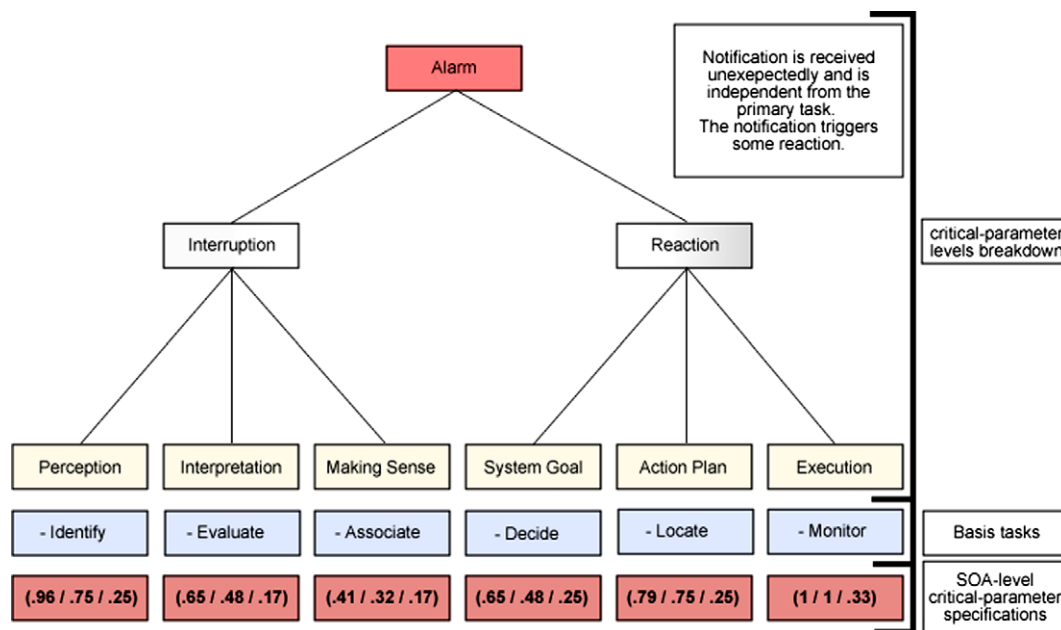 Alarm
Notification is received
unexepectedly and is
independent from the
primary task.
The notification triggers
some reaction.
Interruption
Reaction
critical-parameter
levels breakdown
Perception
Interpretation
Making Sense
System Goal
Action Plan
Execution
- Identify
- Evaluate
- Associate
- Decide
- Locate
- Monitor
Basis tasks
(.96 / .75 / .25)
(.65 / .48 / .17)
(.41 / .32 / .17)
(.65 / .48 / .25)
(.79 / .75 / .25)
(1 / 1 / .33)
SOA-level
critical-parameter
specifications